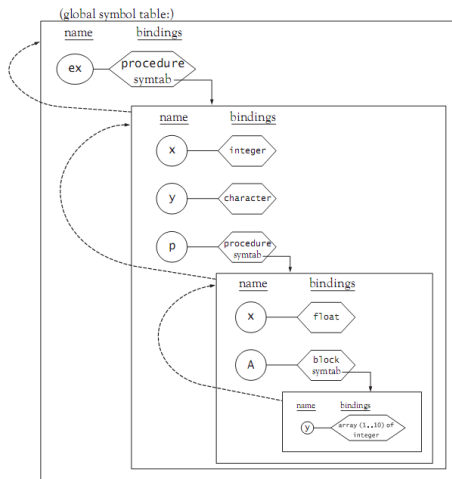 (global symbol table:)
name bindings
ex procedure
symtab
name bindings
x integer
y character
p procedure
symtab
name bindings
x float
A block
symtab
name bindings
y array (1..10) of
integer